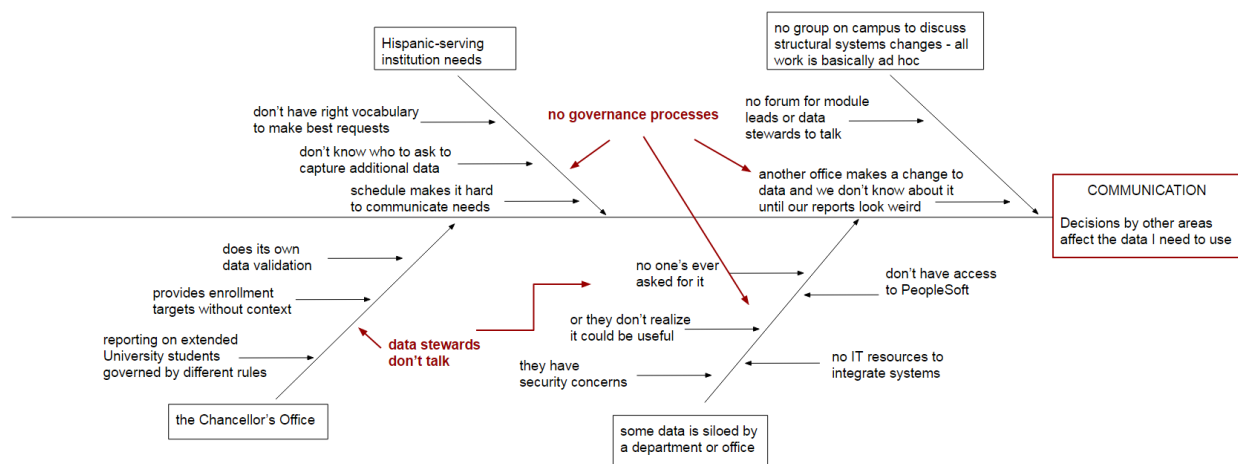 Hispanic-serving
institution needs
no group on campus to discuss
structural systems changes - all
work is basically ad hoc
don't have right vocabulary
to make best requests
no governance processes
no forum for module
leads or data
stewards to talk
don't know who to ask to
capture additional data
another office makes a change to
data and we don't know about it
until our reports look weird
schedule makes it hard
to communicate needs
COMMUNICATION
Decisions by other areas
affect the data I need to use
does its own
data validation
no one's ever
asked for it
don't have access
to PeopleSoft
provides enrollment
targets without context
or they don't realize
it could be useful
reporting on extended
University students
governed by different rules
data stewards
don't talk
they have
security concerns
no IT resources to
integrate systems
the Chancellor's Office
some data is siloed by
a department or office